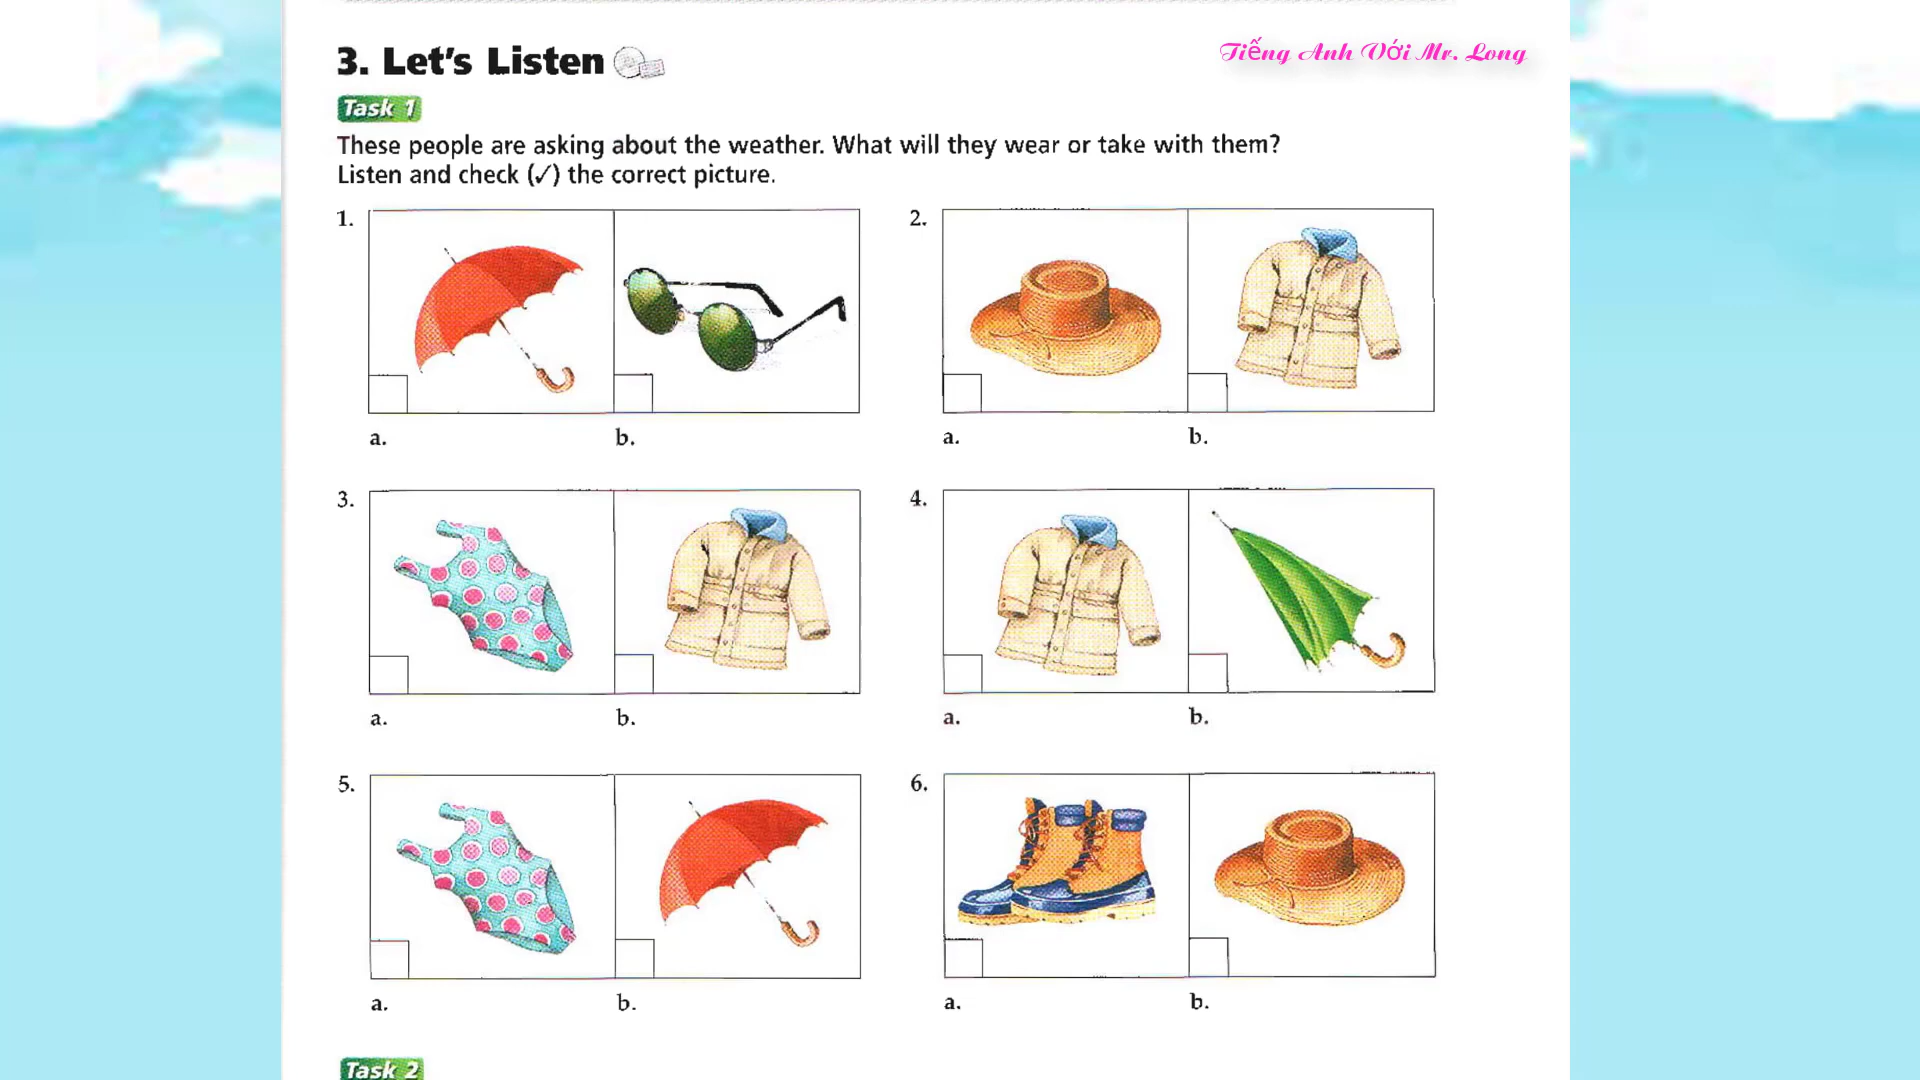 3. Let's Listen
Tiếng Anh Với Mr. Long
Task 1
These people are asking about the weather. What will they wear or take with them?
Listen and check (✓) the correct picture.
1.
2.
a.
b.
a.
b.
3.
4.
a.
b.
a.
b.
5.
6.
a.
b.
a.
b.
Task 2